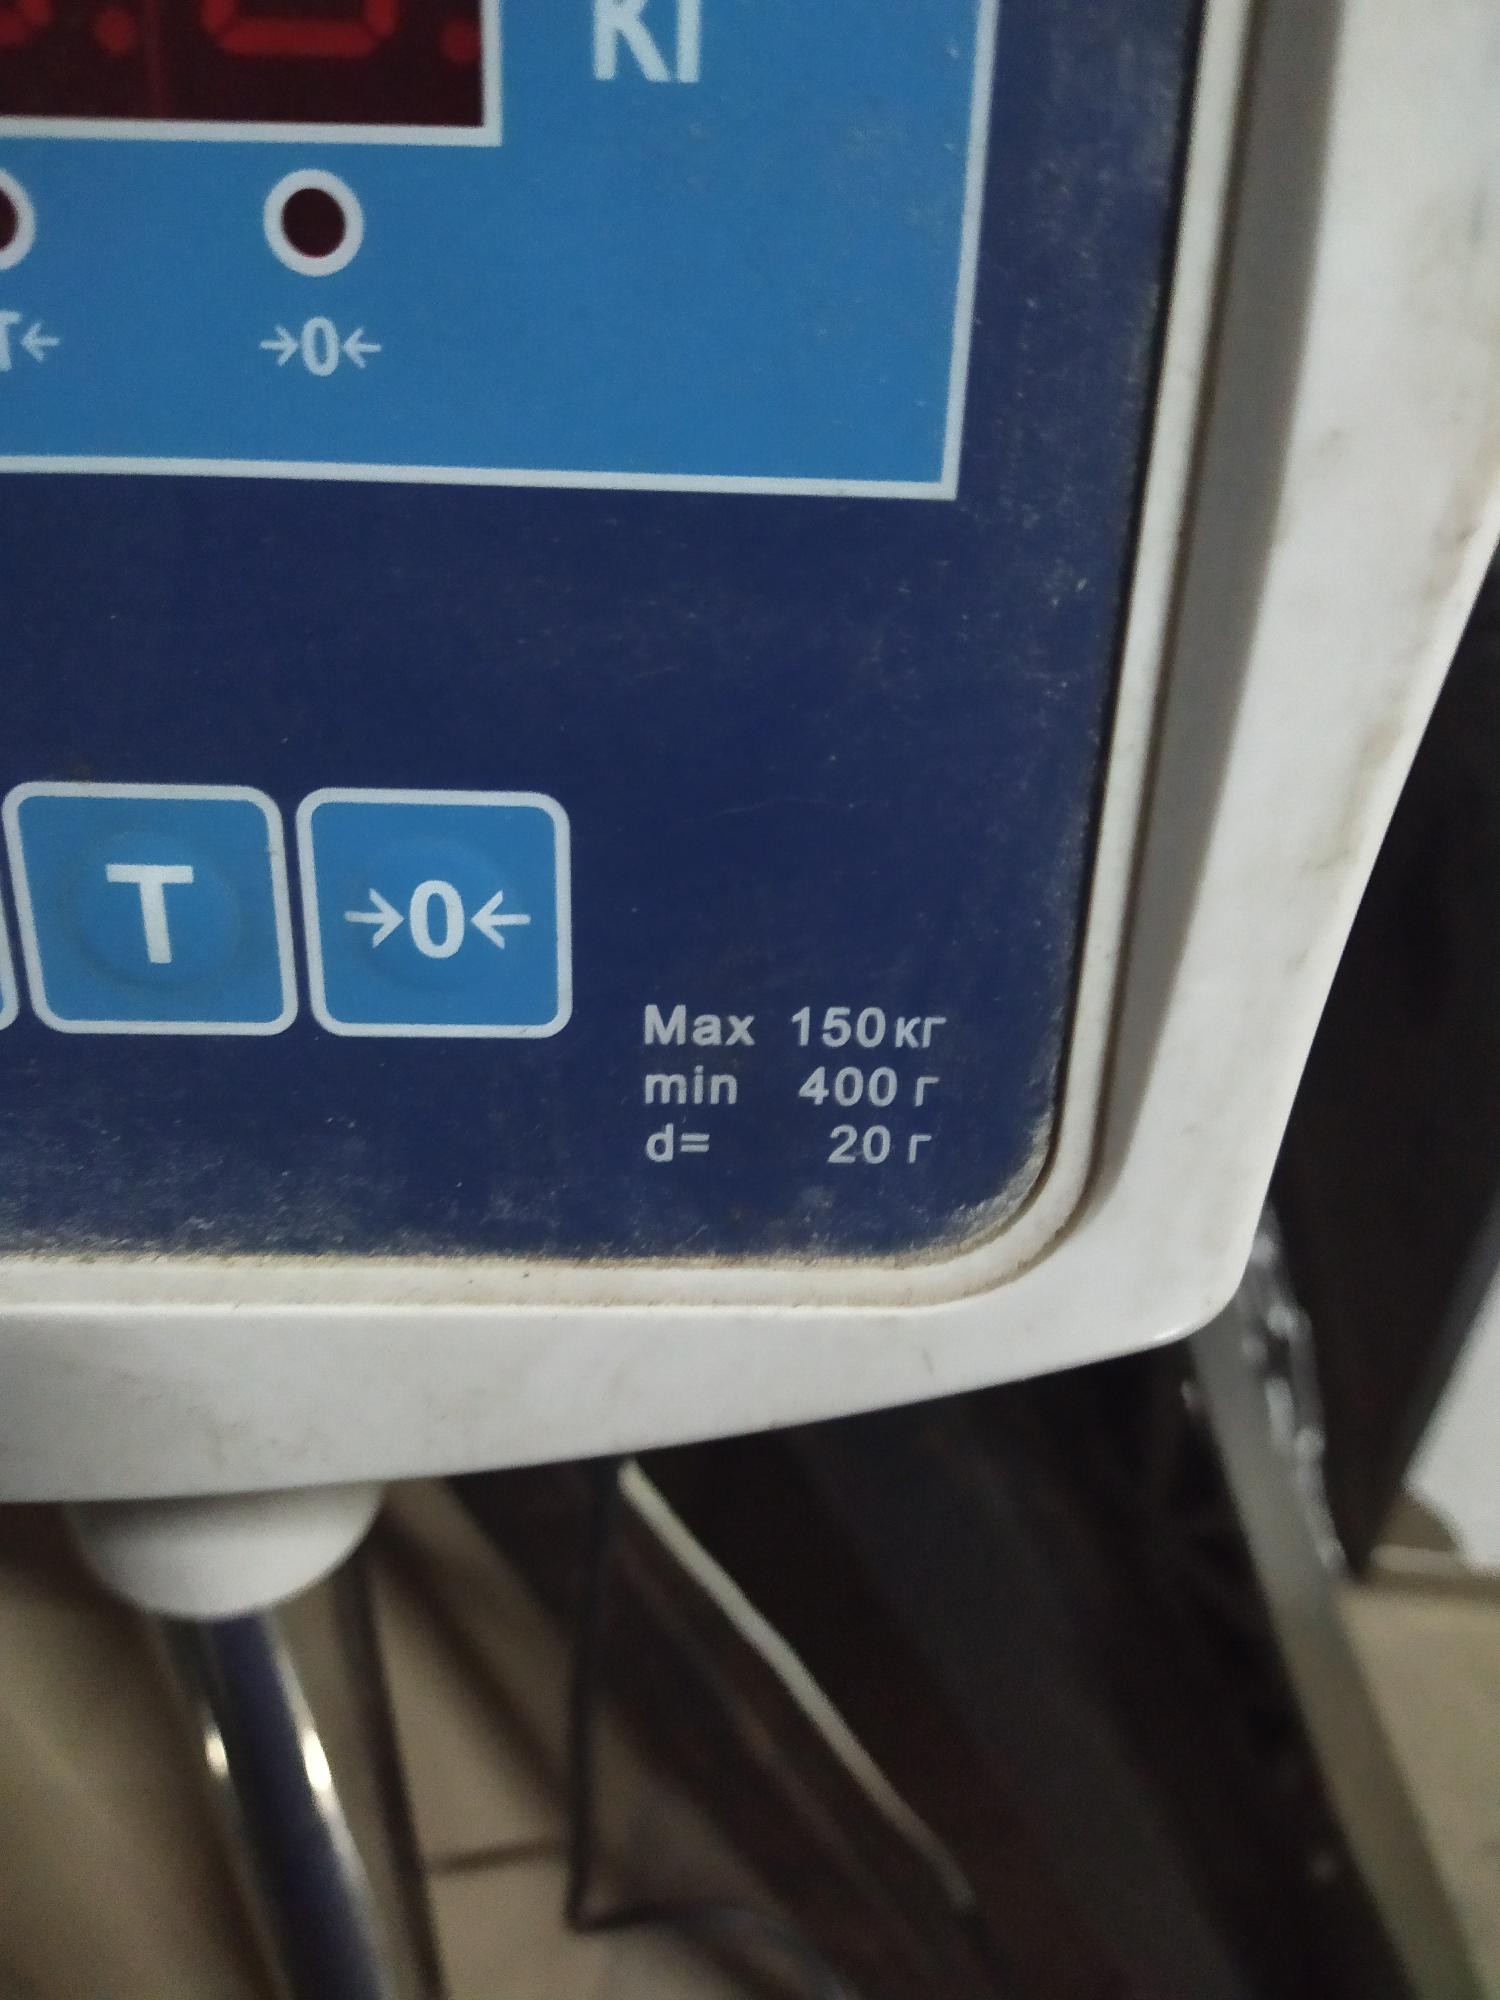 кг
→0←
T
→0←
Max 150кг
min 400 г
d= 20 г